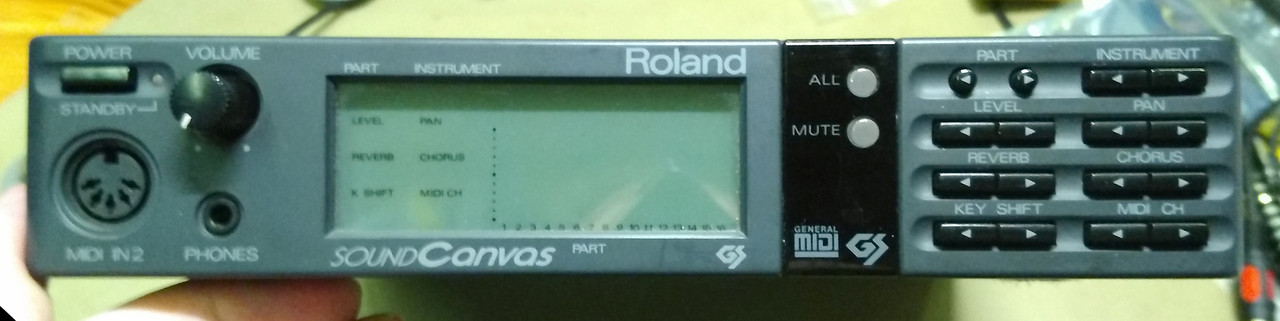 POWER
VOLUME
STANDBY
MIDI IN 2
PHONES
PART INSTRUMENT
Roland
LEVEL PAN
REVERB CHORUS
K SHIFT MIDI CH
1 2 3 4 5 6 7 8 9 10 11 12 13 14 15 16
SOUND Canvas
PART
GS
ALL
MUTE
GENERAL
MIDI
GS
PART INSTRUMENT
LEVEL PAN
REVERB CHORUS
KEY SHIFT MIDI CH